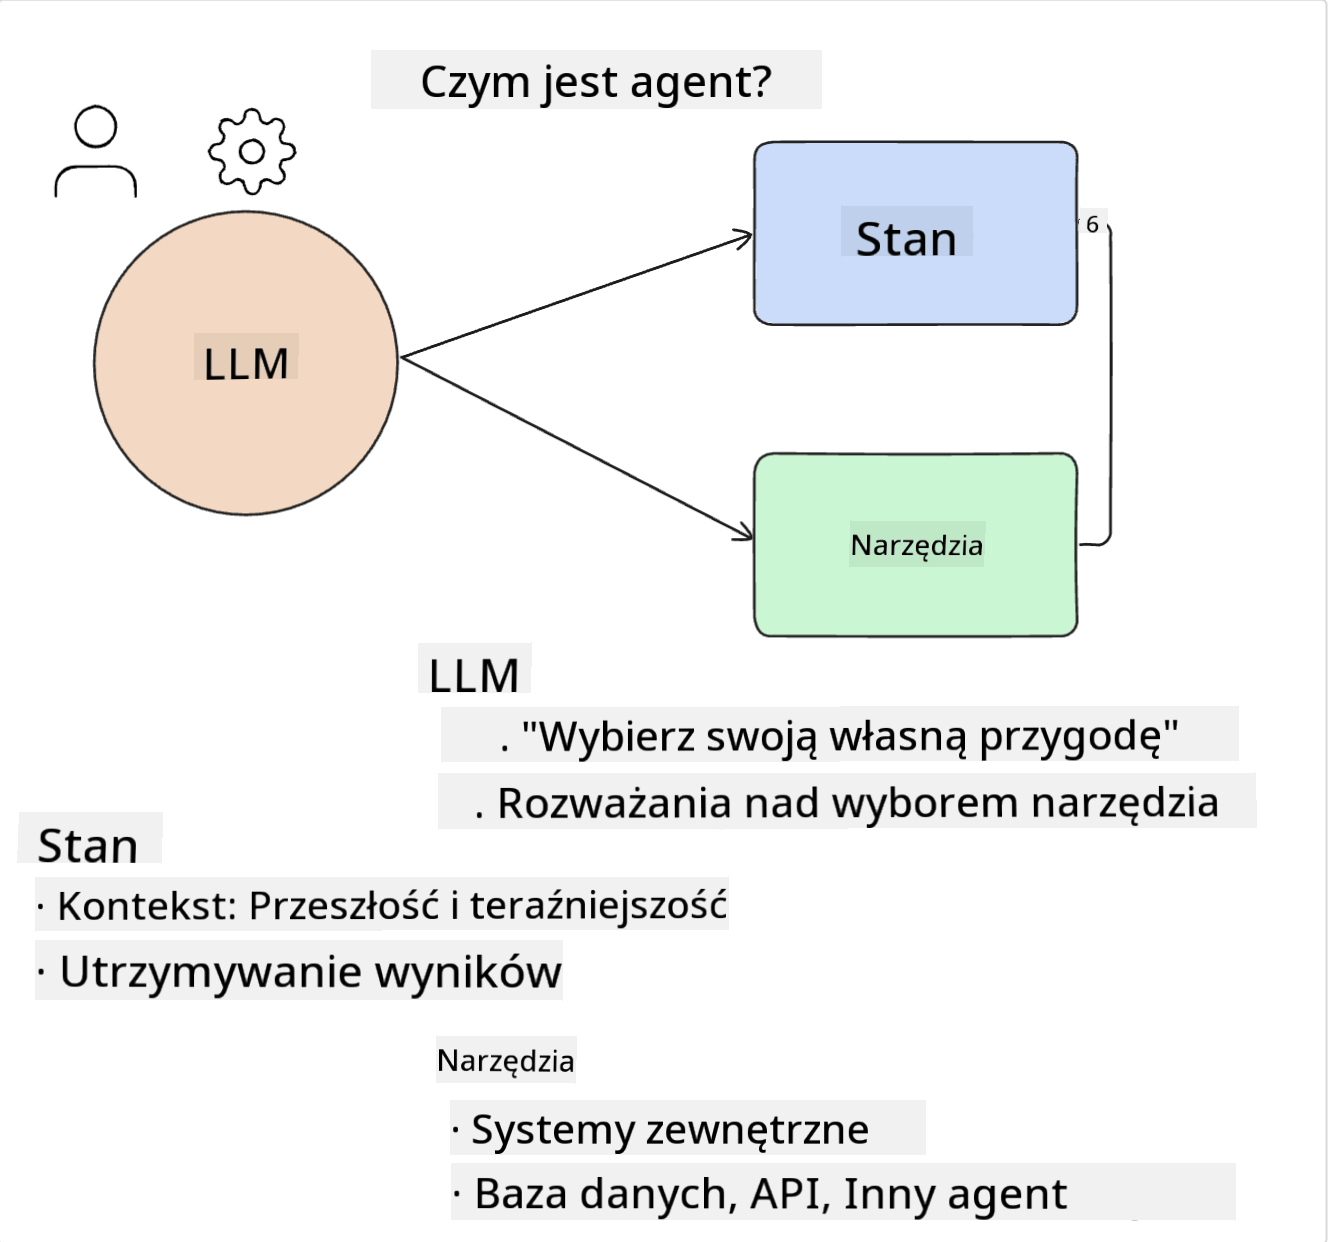 Czym jest agent?
Stan
6
LLM
Narzędzia
LLM
. "Wybierz swoją własną przygodę"
. Rozważania nad wyborem narzędzia
Stan
· Kontekst: Przeszłość i teraźniejszość
· Utrzymywanie wyników
Narzędzia
· Systemy zewnętrzne
· Baza danych, API, Inny agent